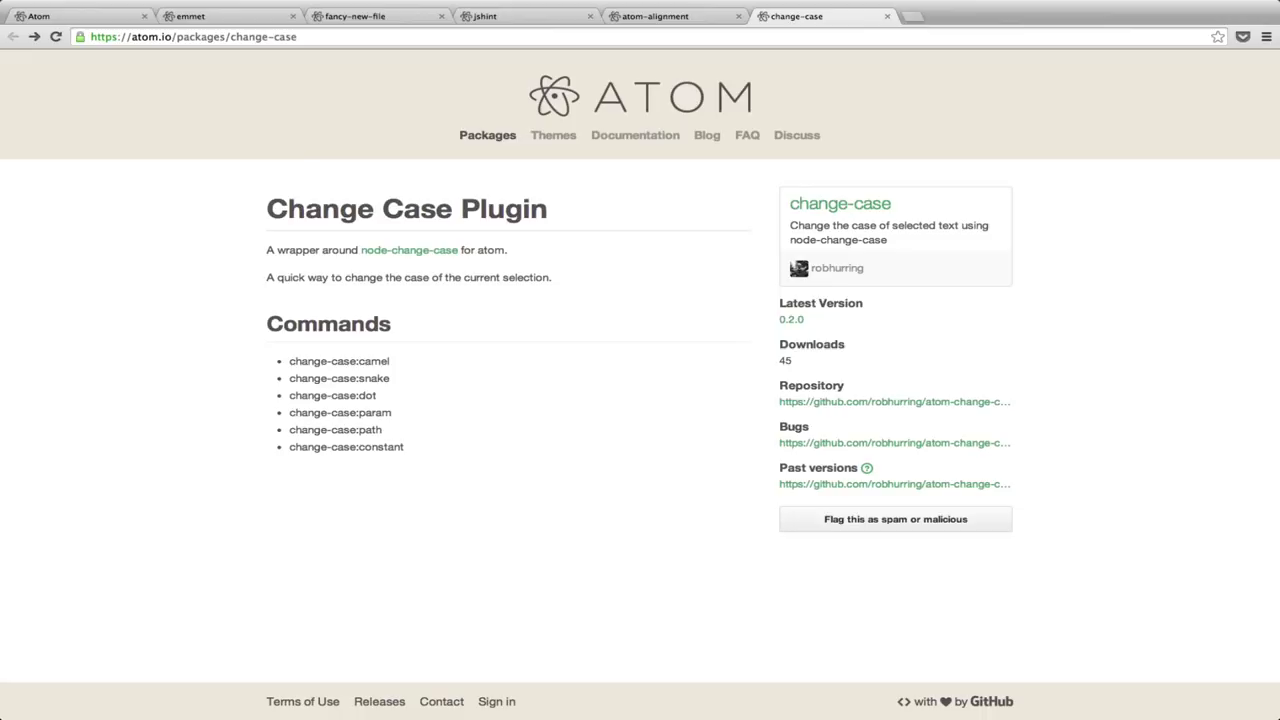 Atom
emmet
fancy-new-file
jshint
atom-alignment
change-case
https://atom.io/packages/change-case
ATOM
Packages Themes Documentation Blog FAQ Discuss
Change Case Plugin
A wrapper around node-change-case for atom.
A quick way to change the case of the current selection.
Commands
change-case:camel
change-case:snake
change-case:dot
change-case:param
change-case:path
change-case:constant
change-case
Change the case of selected text using
node-change-case
robhurring
Latest Version
0.2.0
Downloads
45
Repository
https://github.com/robhurring/atom-change-c...
Bugs
https://github.com/robhurring/atom-change-c...
Past versions ?
https://github.com/robhurring/atom-change-c...
Flag this as spam or malicious
Terms of Use Releases Contact Sign in
<> with ♥ by GitHub